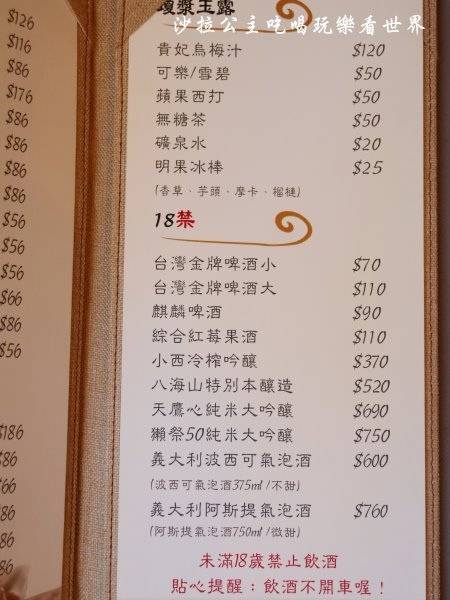 沙拉公主吃喝玩樂看世界
瓊漿玉露
貴妃烏梅汁 $120
可樂/雪碧 $50
蘋果西打 $50
無糖茶 $50
礦泉水 $20
明果冰棒 $25
(香草、芋頭、摩卡、榴槤)
18禁
台灣金牌啤酒小 $70
台灣金牌啤酒大 $110
麒麟啤酒 $90
綜合紅莓果酒 $110
小西冷榨吟釀 $370
八海山特別本釀造 $520
天鷹心純米大吟釀 $690
獺祭50純米大吟釀 $750
義大利波西可氣泡酒 $600
(波西可氣泡酒375ml/不甜)
義大利阿斯提氣泡酒 $760
(阿斯提氣泡酒750ml/微甜)
未滿18歲禁止飲酒
貼心提醒：飲酒不開車喔！
$126
$116
$86
$176
$86
$86
$86
$86
$56
$56
$56
$66
$86
$56
$186
$86
$66
$86
$86
$86